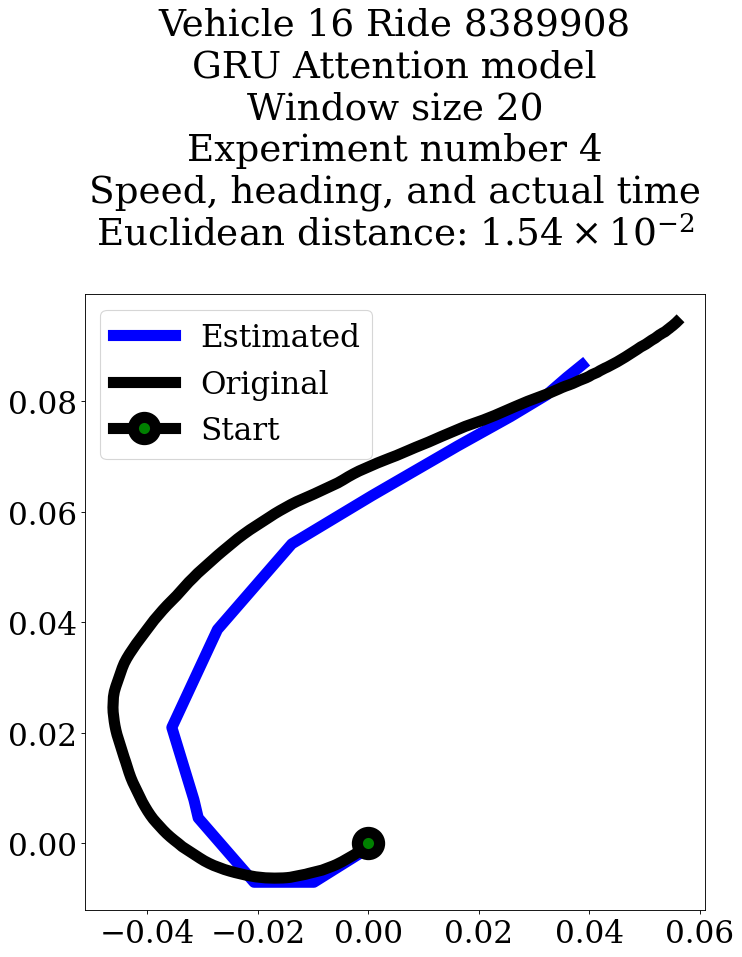 Vehicle 16 Ride 8389908
GRU Attention model
Window size 20
Experiment number 4
Speed, heading, and actual time
Euclidean distance: 1.54 × 10⁻²
Estimated
Original
Start
0.08
0.06
0.04
0.02
0.00
−0.04 −0.02 0.00 0.02 0.04 0.06